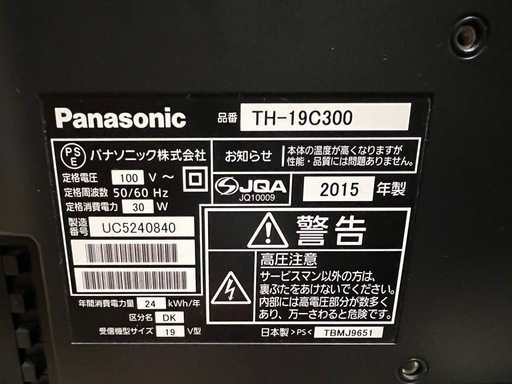 Panasonic 品番 TH-19C300
PS E パナソニック株式会社 お知らせ 本体の温度が高くなりますが
性能・品質には問題ありません。
定格電圧 100 V ～
定格周波数 50/60 Hz
定格消費電力 30 W
JQA
JQ10009
2015 年製
製造番号 UC5240840
警告
高圧注意
サービスマン以外の方は、
裏ぶたをあけないでください。
内部には高電圧部分が数多く
あり、万一さわると危険です。
年間消費電力量 24 kWh/年
区分名 DK
受信機型サイズ 19 V型
日本製 >PS< TBMJ9651